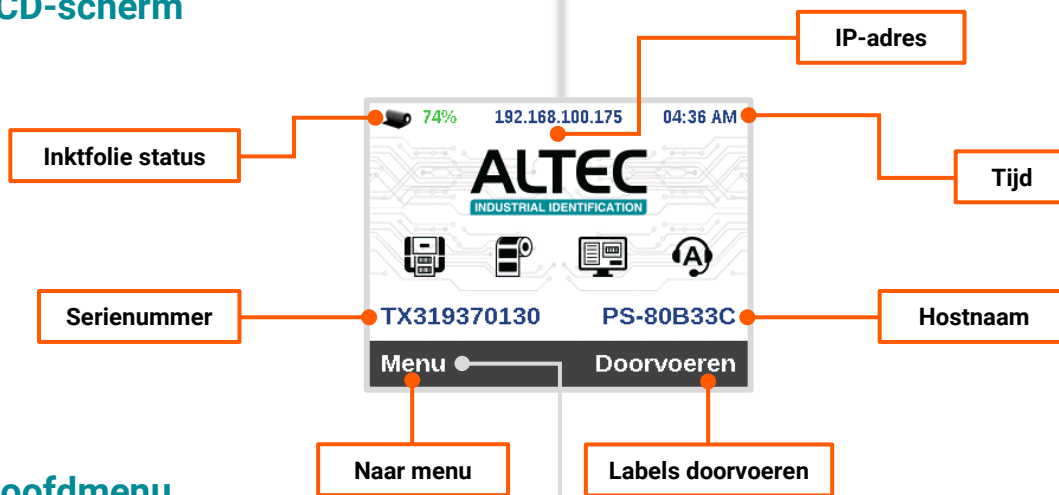 CD-scherm
IP-adres
74% 192.168.100.175 04:36 AM
Inktfolie status
ALTEC
INDUSTRIAL IDENTIFICATION
Tijd
A
Serienummer
TX319370130 PS-80B33C
Hostnaam
Menu Doorvoeren
Naar menu
Labels doorvoeren
oofdmenu